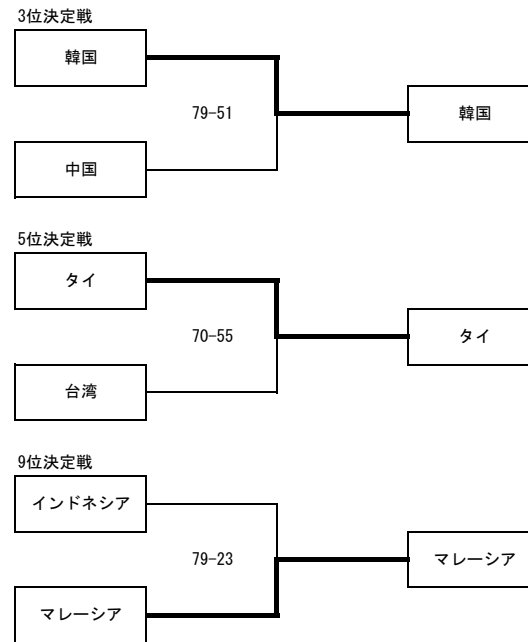 3位決定戦
韓国
79-51
韓国
中国
5位決定戦
タイ
70-55
タイ
台湾
9位決定戦
インドネシア
79-23
マレーシア
マレーシア